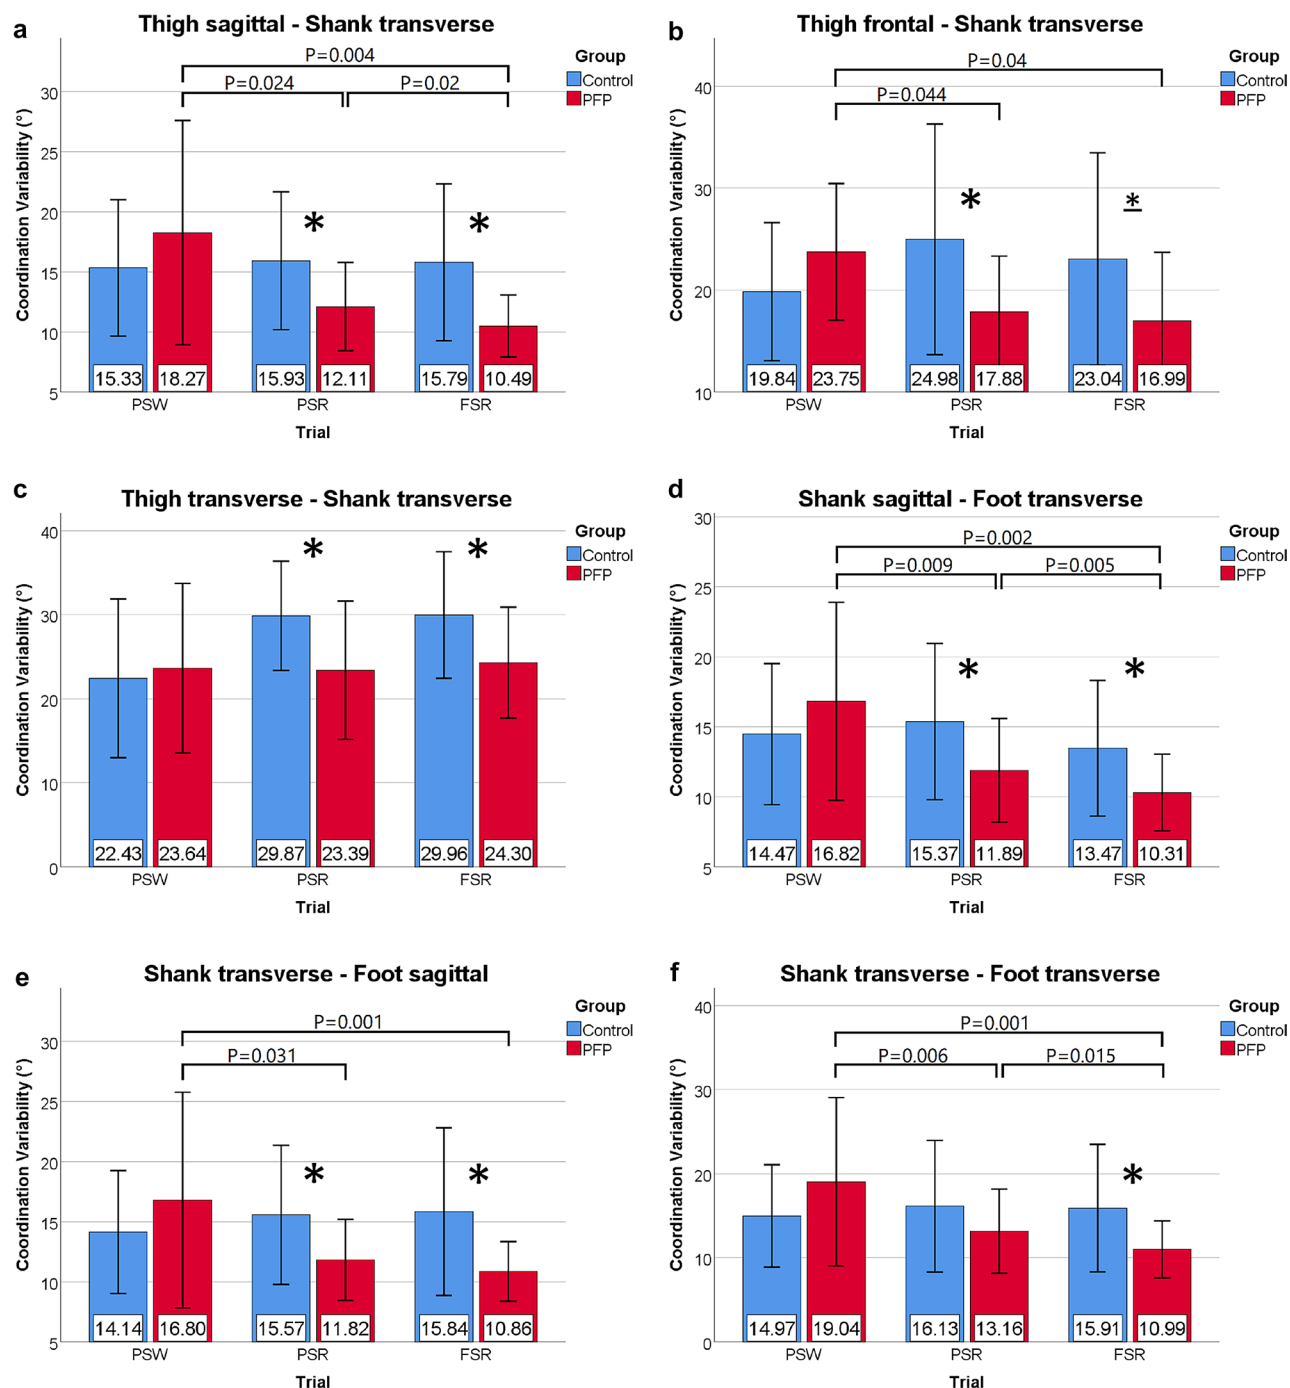 a
Thigh sagittal - Shank transverse
Coordination Variability (°)
30
25
20
15
10
5
P=0.004
P=0.024
P=0.02
*
*
Group
Control
PFP
15.33 18.27 15.93 12.11 15.79 10.49
PSW PSR FSR
Trial
b
Thigh frontal - Shank transverse
Coordination Variability (°)
40
30
20
10
P=0.04
P=0.044
*
*
Group
Control
PFP
19.84 23.75 24.98 17.88 23.04 16.99
PSW PSR FSR
Trial
c
Thigh transverse - Shank transverse
Coordination Variability (°)
40
30
20
10
0
*
*
Group
Control
PFP
22.43 23.64 29.87 23.39 29.96 24.30
PSW PSR FSR
Trial
d
Shank sagittal - Foot transverse
Coordination Variability (°)
30
25
20
15
10
5
P=0.002
P=0.009
P=0.005
*
*
Group
Control
PFP
14.47 16.82 15.37 11.89 13.47 10.31
PSW PSR FSR
Trial
e
Shank transverse - Foot sagittal
Coordination Variability (°)
30
25
20
15
10
5
P=0.001
P=0.031
*
*
Group
Control
PFP
14.14 16.80 15.57 11.82 15.84 10.86
PSW PSR FSR
Trial
f
Shank transverse - Foot transverse
Coordination Variability (°)
40
30
20
10
0
P=0.001
P=0.006
P=0.015
*
Group
Control
PFP
14.97 19.04 16.13 13.16 15.91 10.99
PSW PSR FSR
Trial